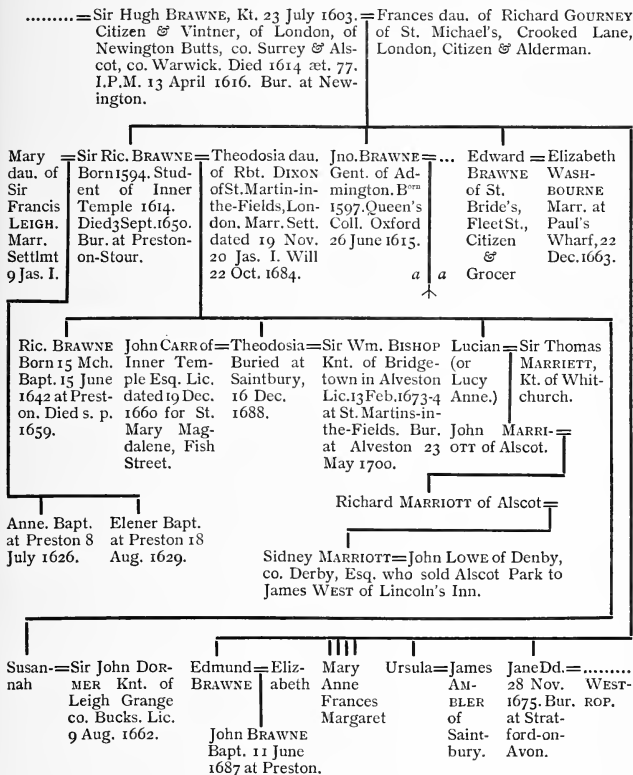 .........=Sir Hugh BRAWNE, Kt. 23 July 1603.=Frances dau. of Richard GOURNEY
Citizen & Vintner, of London, of
Newington Butts, co. Surrey & Als-
cot, co. Warwick. Died 1614 æt. 77.
I.P.M. 13 April 1616. Bur. at New-
ington.
of St. Michael's, Crooked Lane,
London, Citizen & Alderman.
Mary
dau. of
Sir
Francis
LEIGH.
Marr.
Settlmt
9 Jas. I.
=Sir Ric. BRAWNE=
Born 1594. Stud-
ent of Inner
Temple 1614.
Died 3 Sept. 1650.
Bur. at Preston-
on-Stour.
Theodosia dau.
of Rbt. DIXON
of St. Martin-in-
the-Fields, Lon-
don. Marr. Sett.
dated 19 Nov.
20 Jas. I. Will
22 Oct. 1684.
Jno. BRAWNE=...
Gent. of Ad-
mington. Born
1597. Queen's
Coll. Oxford
26 June 1615.
a a
Edward
BRAWNE
of St.
Bride's,
Fleet St.,
Citizen
&
Grocer
=Elizabeth
WASH-
BOURNE
Marr. at
Paul's
Wharf, 22
Dec. 1663.
Ric. BRAWNE
Born 15 Mch.
Bapt. 15 June
1642 at Prest-
on. Died s. p.
1659.
John CARR of=
Inner Tem-
ple Esq. Lic.
dated 19 Dec.
1660 for St.
Mary Mag-
dalene, Fish
Street.
Theodosia=
Buried at
Saintbury,
16 Dec.
1688.
Sir Wm. BISHOP
Knt. of Bridge-
town in Alveston
Lic. 13 Feb. 1673-4
at St. Martins-in-
the-Fields. Bur.
at Alveston 23
May 1700.
Lucian=
(or
Lucy
Anne.)
Sir Thomas
MARRIETT,
Kt. of Whit-
church.
John MARRI-=
OTT of Alscot.
Richard MARRIOTT of Alscot=
Anne. Bapt.
at Preston 8
July 1626.
Elener Bapt.
at Preston 18
Aug. 1629.
Sidney MARRIOTT=John LOWE of Denby,
co. Derby, Esq. who sold Alscot Park to
James WEST of Lincoln's Inn.
Susan-=
nah
Sir John DOR-
MER Knt. of
Leigh Grange
co. Bucks. Lic.
9 Aug. 1662.
Edmund=
BRAWNE
Eliz-
abeth
John BRAWNE
Bapt. 11 June
1687 at Preston.
Mary
Anne
Frances
Margaret
Ursula=
James
AM-
BLER
of
Saint-
bury.
Jane Dd.=
28 Nov.
1675. Bur.
at Strat-
ford-on-
Avon.
.........
WEST-
ROP.